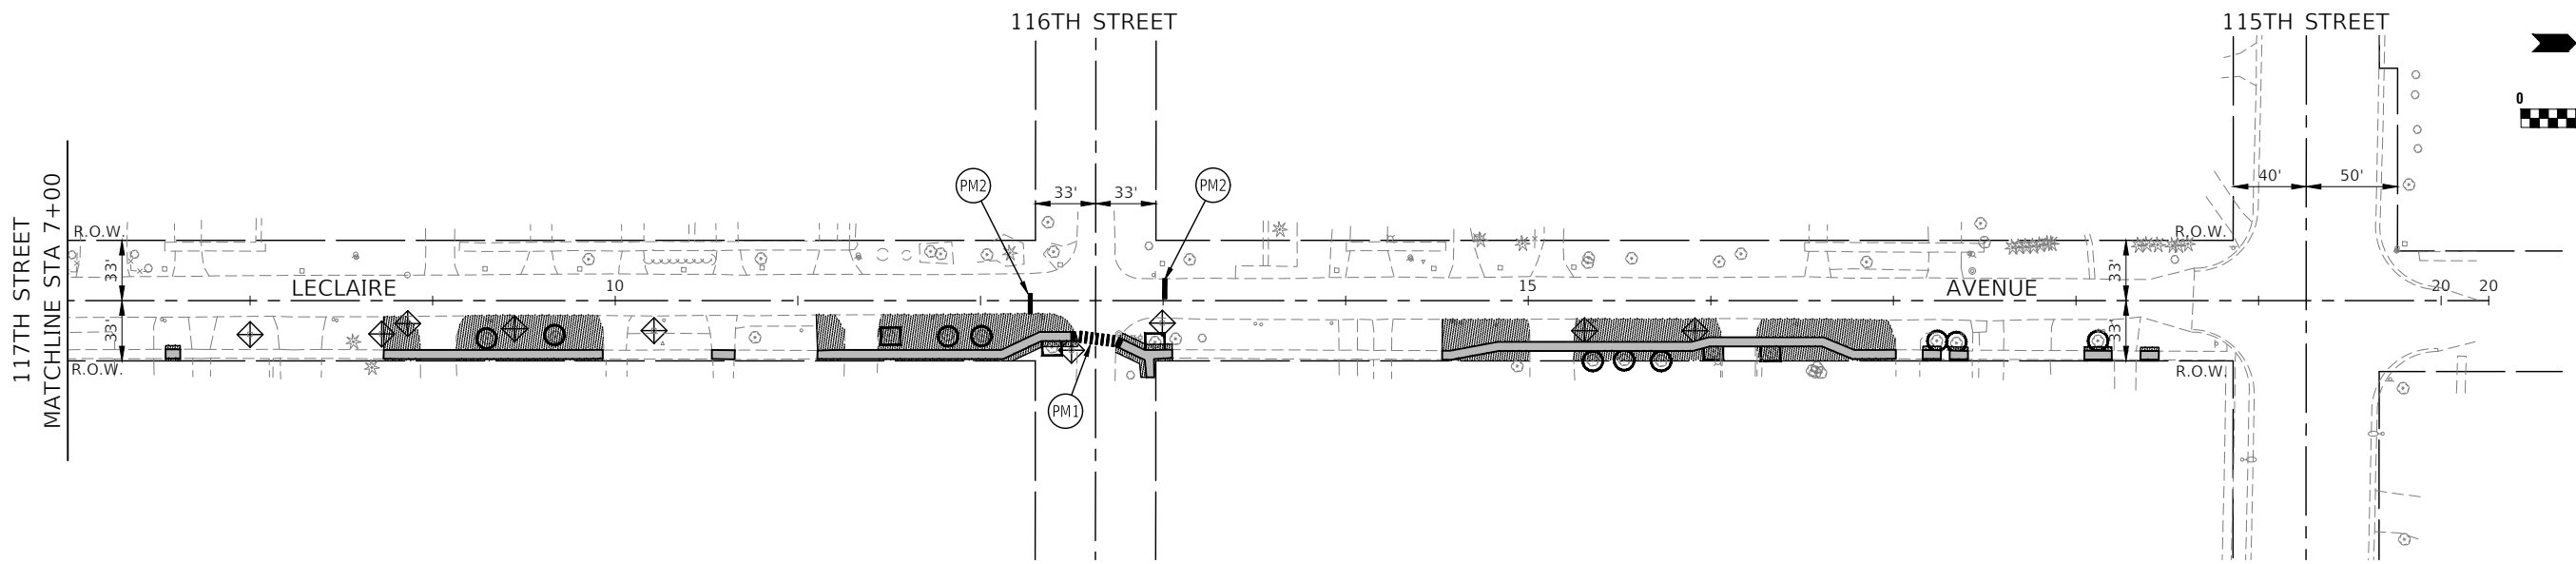 116TH STREET
115TH STREET
0
PM2
PM2
33'
33'
40'
50'
117TH STREET
MATCHLINE STA 7+00
R.O.W.
R.O.W.
33'
33'
LECLAIRE
10
15
AVENUE
33'
33'
20
20
R.O.W.
R.O.W.
PM1